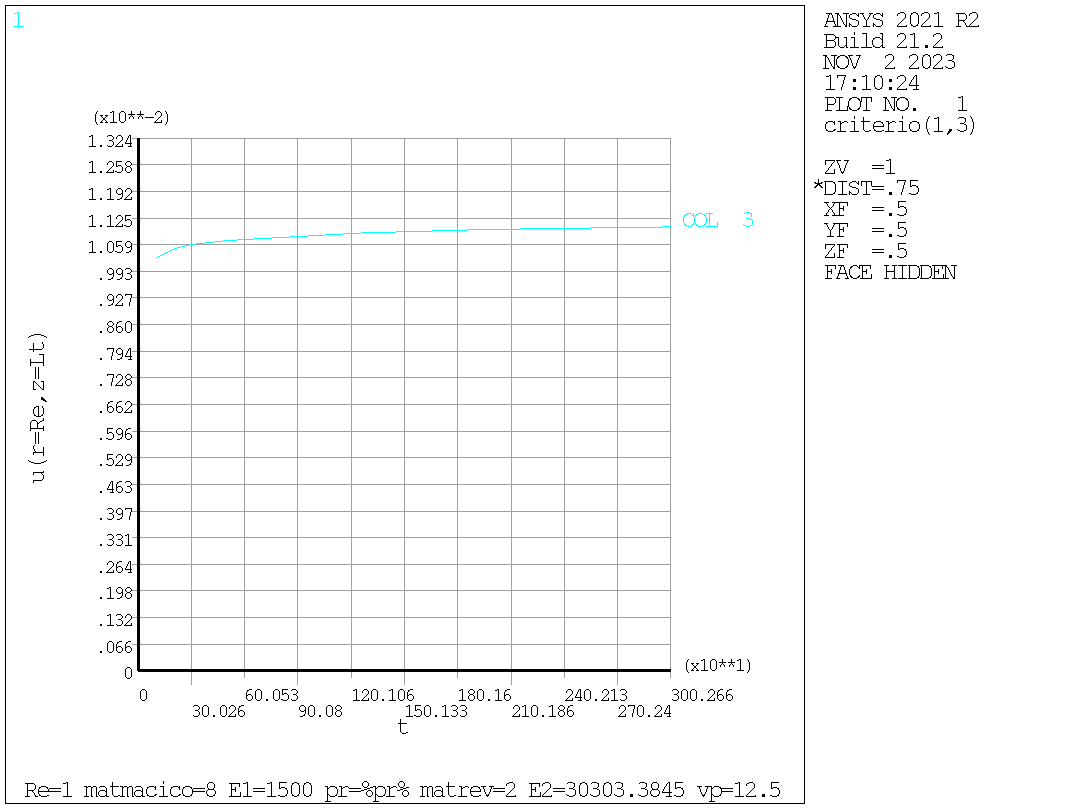 1
ANSYS 2021 R2
Build 21.2
NOV 2 2023
17:10:24
PLOT NO. 1
criterio(1,3)
ZV =1
*DIST=.75
XF =.5
YF =.5
ZF =.5
FACE HIDDEN
(x10**-2)
1.324
1.258
1.192
1.125
1.059
.993
.927
.860
.794
.728
.662
.596
.529
.463
.397
.331
.264
.198
.132
.066
0
u(r=Re,z=Lt)
COL 3
(x10**1)
0 60.053 120.106 180.16 240.213 300.266
30.026 90.08 150.133 210.186 270.24
t
Re=1 matmacico=8 E1=1500 pr=%pr% matrev=2 E2=30303.3845 vp=12.5